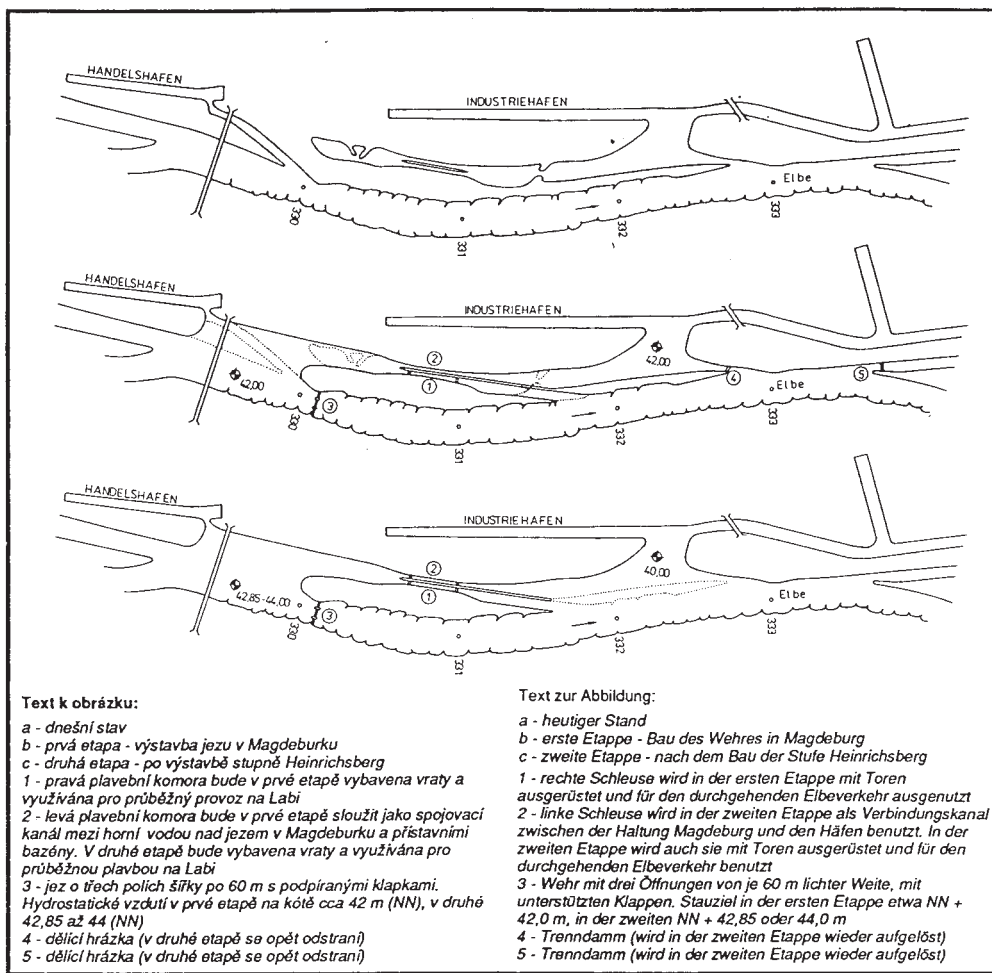 HANDELSHAFEN
INDUSTRIEHAFEN
Elbe
330
331
332
333
HANDELSHAFEN
INDUSTRIEHAFEN
2
1
42,00
42,00
3
4
5
Elbe
330
331
332
333
HANDELSHAFEN
INDUSTRIEHAFEN
2
1
40,00
42,85-44,00
3
Elbe
330
331
332
333
Text k obrázku:
a - dnešní stav
b - prvá etapa - výstavba jezu v Magdeburku
c - druhá etapa - po výstavbě stupně Heinrichsberg
1 - pravá plavební komora bude v prvé etapě vybavena vraty a
využívána pro průběžný provoz na Labi
2 - levá plavební komora bude v prvé etapě sloužit jako spojovací
kanál mezi horní vodou nad jezem v Magdeburku a přístavními
bazény. V druhé etapě bude vybavena vraty a využívána pro
průběžnou plavbou na Labi
3 - jez o třech polích šířky po 60 m s podpíranými klapkami.
Hydrostatické vzdutí v prvé etapě na kótě cca 42 m (NN), v druhé
42,85 až 44 (NN)
4 - dělící hrázka (v druhé etapě se opět odstraní)
5 - dělící hrázka (v druhé etapě se opět odstraní)
Text zur Abbildung:
a - heutiger Stand
b - erste Etappe - Bau des Wehres in Magdeburg
c - zweite Etappe - nach dem Bau der Stufe Heinrichsberg
1 - rechte Schleuse wird in der ersten Etappe mit Toren
ausgerüstet und für den durchgehenden Elbeverkehr ausgenutzt
2 - linke Schleuse wird in der zweiten Etappe als Verbindungskanal
zwischen der Haltung Magdeburg und den Häfen benutzt. In der
zweiten Etappe wird auch sie mit Toren ausgerüstet und für den
durchgehenden Elbeverkehr benutzt
3 - Wehr mit drei Öffnungen von je 60 m lichter Weite, mit
unterstützten Klappen. Stauziel in der ersten Etappe etwa NN +
42,0 m, in der zweiten NN + 42,85 oder 44,0 m
4 - Trenndamm (wird in der zweiten Etappe wieder aufgelöst)
5 - Trenndamm (wird in der zweiten Etappe wieder aufgelöst)